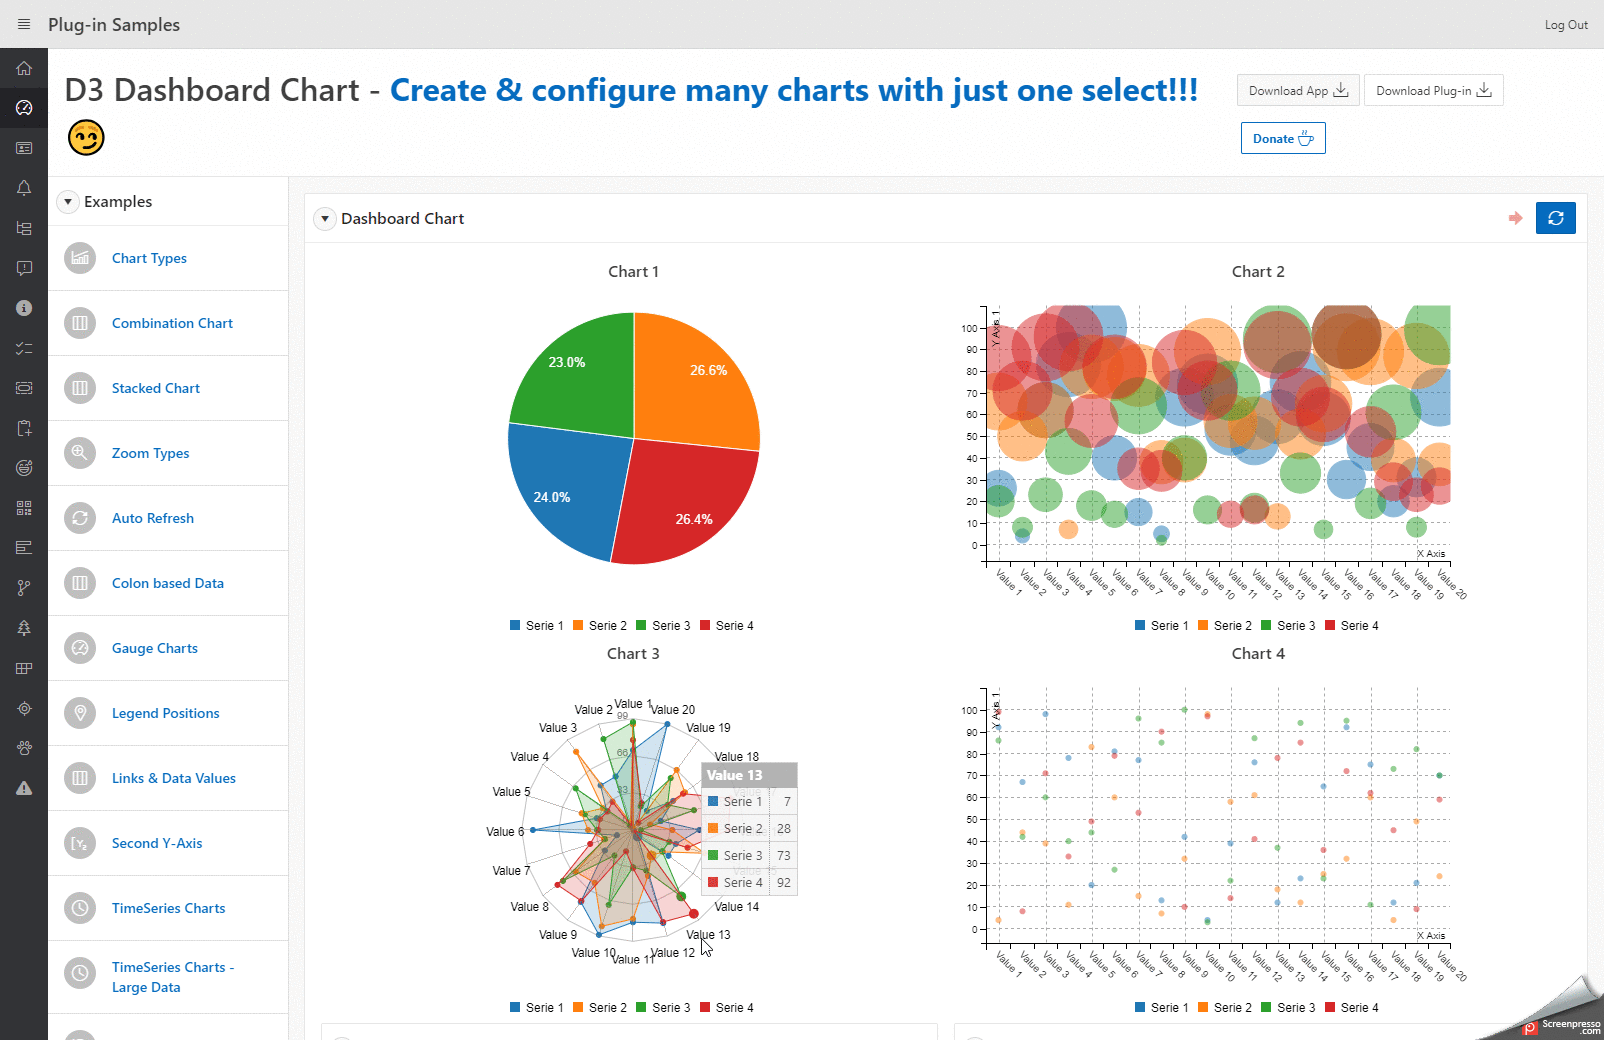 Plug-in Samples
Log Out
D3 Dashboard Chart - Create & configure many charts with just one select!!!
Download App
Download Plug-in
Donate
Examples
Chart Types
Combination Chart
Stacked Chart
Zoom Types
Auto Refresh
Colon based Data
Gauge Charts
Legend Positions
Links & Data Values
[Y₂
Second Y-Axis
TimeSeries Charts
TimeSeries Charts -
Large Data
Dashboard Chart
Chart 1
23.0%
26.6%
24.0%
26.4%
Serie 1 Serie 2 Serie 3 Serie 4
Chart 2
Y Axis 1
100
90
80
70
60
50
40
30
20
10
0
X Axis
Value 1 Value 2 Value 3 Value 4 Value 5 Value 6 Value 7 Value 8 Value 9 Value 10 Value 11 Value 12 Value 13 Value 14 Value 15 Value 16 Value 17 Value 18 Value 19 Value 20
Serie 1 Serie 2 Serie 3 Serie 4
Chart 3
Value 1
Value 2
Value 3
Value 4
Value 5
Value 6
Value 7
Value 8
Value 9
Value 10
Value 11
Value 12
Value 13
Value 14
Value 18
Value 19
Value 20
99
66
33
Value 13
Serie 1 7
Serie 2 28
Serie 3 73
Serie 4 92
Serie 1 Serie 2 Serie 3 Serie 4
Chart 4
Y Axis 1
100
90
80
70
60
50
40
30
20
10
0
X Axis
Value 1 Value 2 Value 3 Value 4 Value 5 Value 6 Value 7 Value 8 Value 9 Value 10 Value 11 Value 12 Value 13 Value 14 Value 15 Value 16 Value 17 Value 18 Value 19 Value 20
Serie 1 Serie 2 Serie 3 Serie 4
Screenpresso
.com